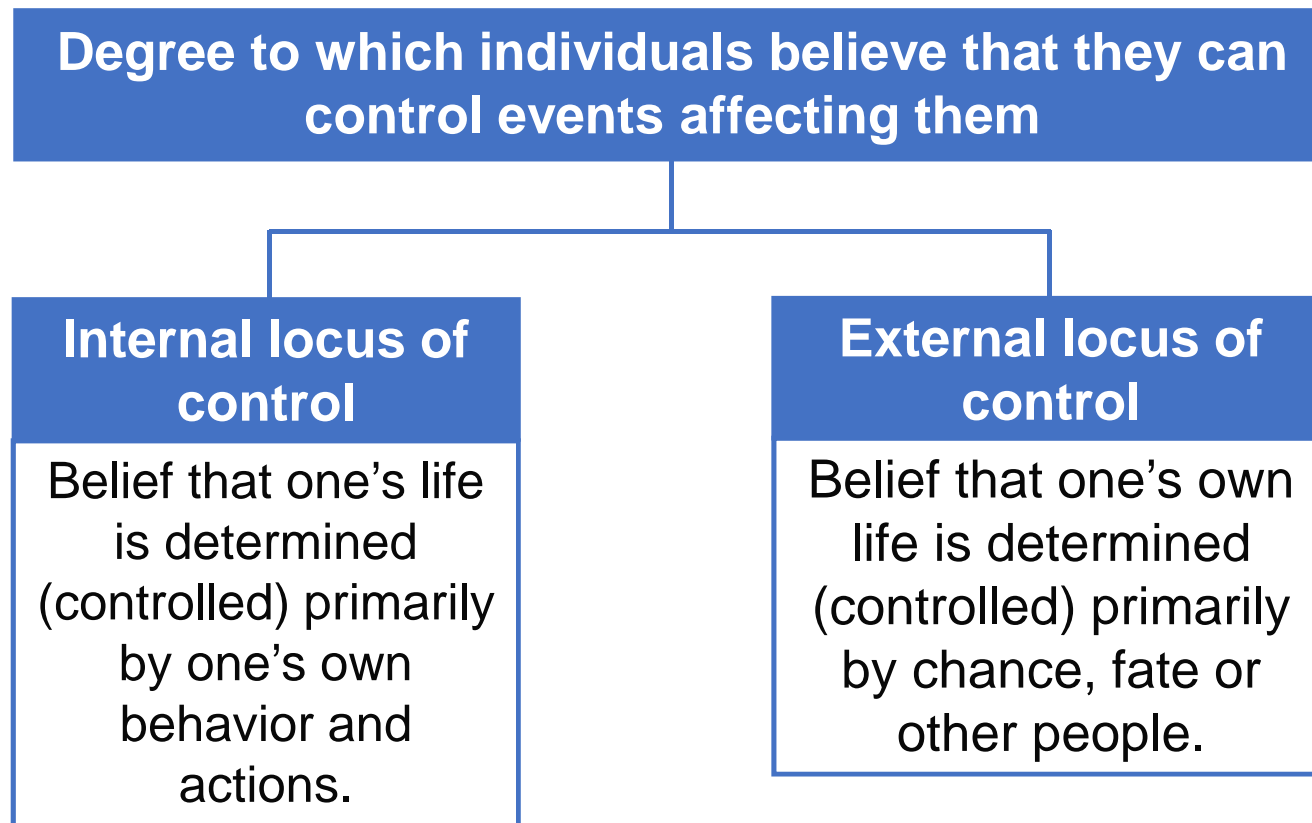 Degree to which individuals believe that they can
control events affecting them
Internal locus of
control
Belief that one’s life
is determined
(controlled) primarily
by one’s own
behavior and
actions.
External locus of
control
Belief that one’s own
life is determined
(controlled) primarily
by chance, fate or
other people.